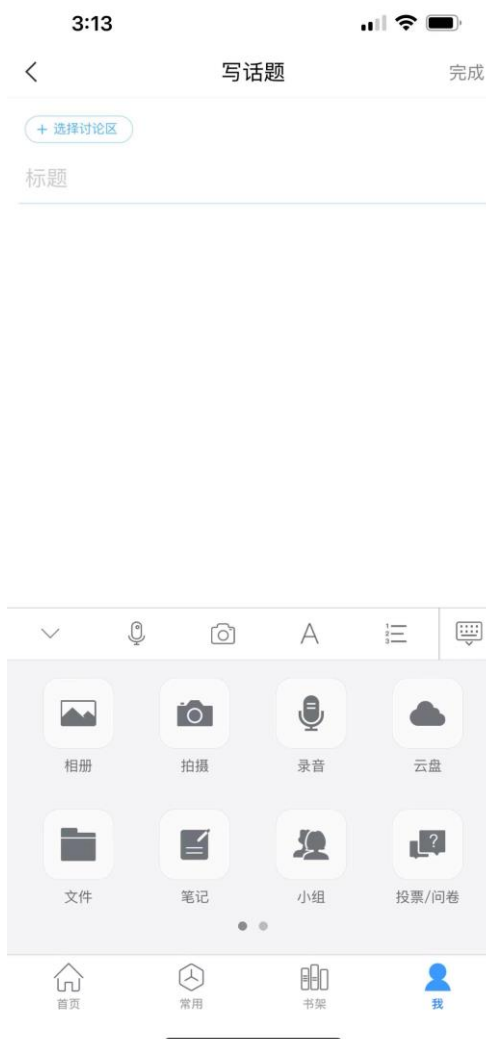 3:13
写话题
完成
+ 选择讨论区
标题
A
相册
拍摄
录音
云盘
文件
笔记
小组
投票/问卷
首页
常用
书架
我